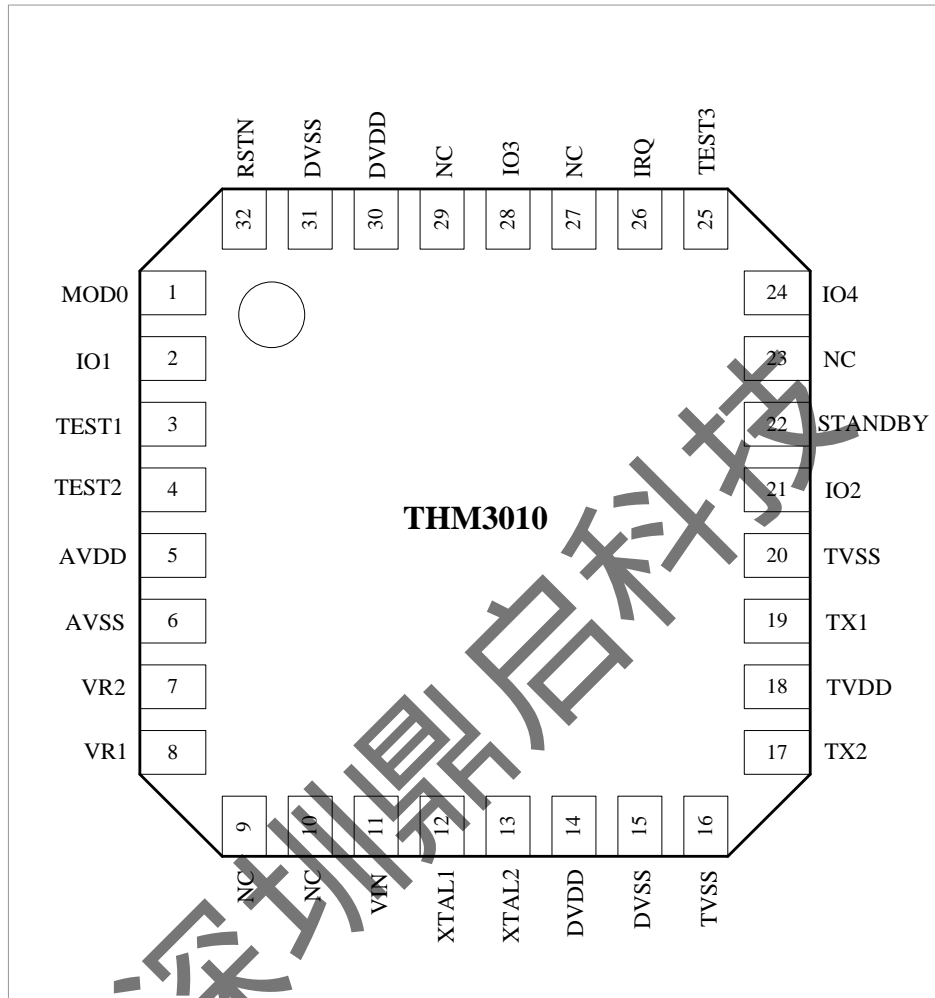 RSTN DVSS DVDD NC IO3 NC IRQ TEST3
32 31 30 29 28 27 26 25
MOD0 1 24 IO4
IO1 2 23 NC
TEST1 3 22 STANDBY
TEST2 4 21 IO2
THM3010
AVDD 5 20 TVSS
AVSS 6 19 TX1
VR2 7 18 TVDD
VR1 8 17 TX2
9 10 11 12 13 14 15 16
NC NC VIN XTAL1 XTAL2 DVDD DVSS TVSS
深圳鼎启科技